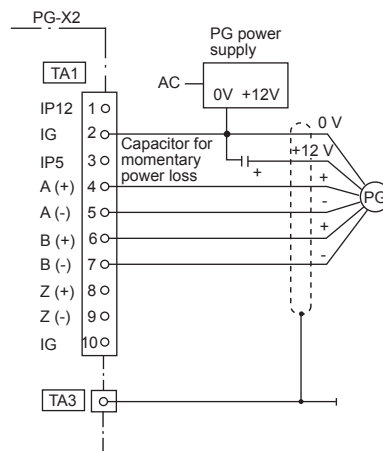 PG-X2
PG power
supply
TA1
AC
0V +12V
IP12 1
0 V
IG 2
Capacitor for
momentary
power loss
+12 V
IP5 3
+
A (+) 4
+
PG
A (-) 5
-
B (+) 6
+
B (-) 7
-
Z (+) 8
Z (-) 9
IG 10
TA3